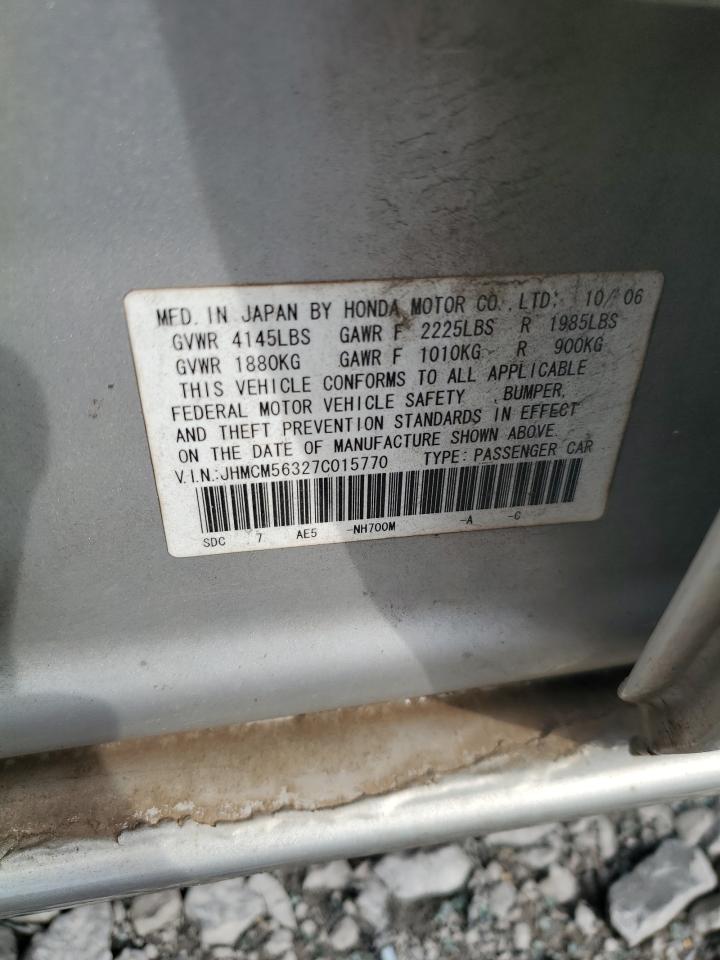 MFD. IN JAPAN BY HONDA MOTOR CO., LTD: 10/ 06
GVWR 4145LBS GAWR F 2225LBS R 1985LBS
GVWR 1880KG GAWR F 1010KG R 900KG
THIS VEHICLE CONFORMS TO ALL APPLICABLE
FEDERAL MOTOR VEHICLE SAFETY , BUMPER,
AND THEFT PREVENTION STANDARDS IN EFFECT
ON THE DATE OF MANUFACTURE SHOWN ABOVE.
V.I.N.:JHMCM56327C015770 TYPE: PASSENGER CAR
SDC 7 AE5 -NH700M -A -C